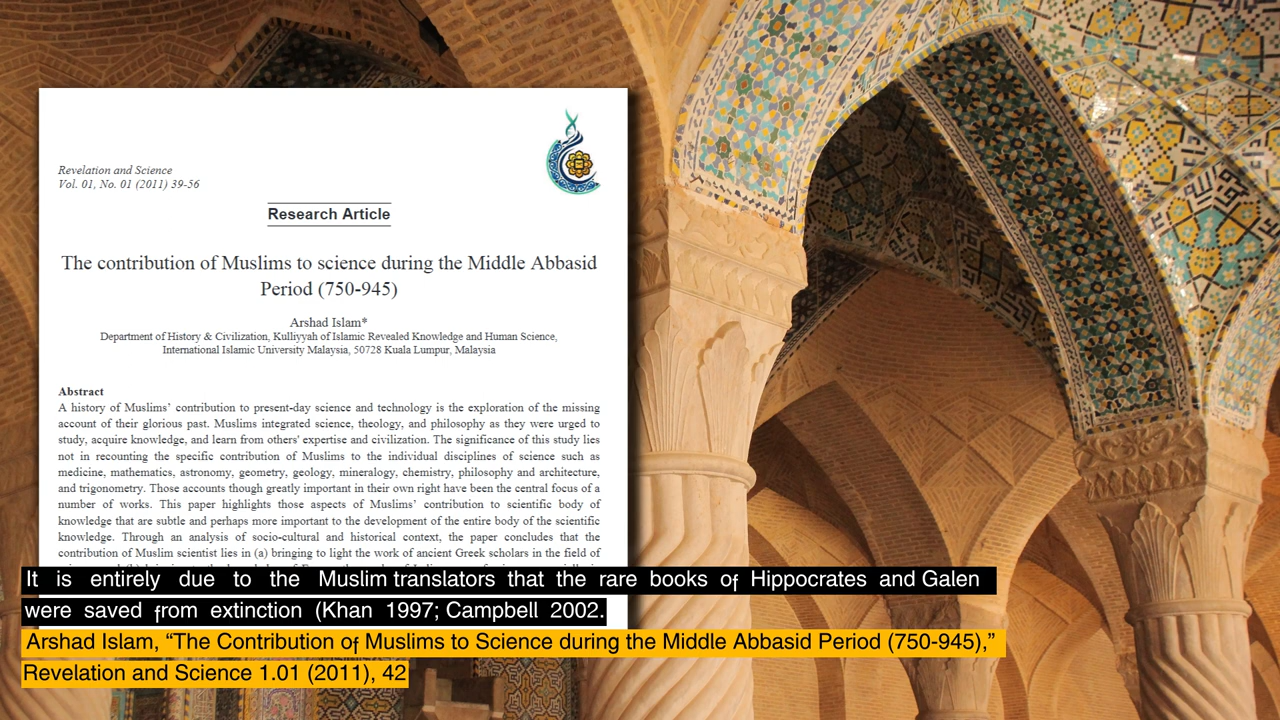 Revelation and Science
Vol. 01, No. 01 (2011) 39-56
Research Article
The contribution of Muslims to science during the Middle Abbasid
Period (750-945)
Arshad Islam*
Department of History & Civilization, Kulliyyah of Islamic Revealed Knowledge and Human Science,
International Islamic University Malaysia, 50728 Kuala Lumpur, Malaysia
Abstract
A history of Muslims’ contribution to present-day science and technology is the exploration of the missing
account of their glorious past. Muslims integrated science, theology, and philosophy as they were urged to
study, acquire knowledge, and learn from others' expertise and civilization. The significance of this study lies
not in recounting the specific contribution of Muslims to the individual disciplines of science such as
medicine, mathematics, astronomy, geometry, geology, mineralogy, chemistry, philosophy and architecture,
and trigonometry. Those accounts though greatly important in their own right have been the central focus of a
number of works. This paper highlights those aspects of Muslims’ contribution to scientific body of
knowledge that are subtle and perhaps more important to the development of the entire body of the scientific
knowledge. Through an analysis of socio-cultural and historical context, the paper concludes that the
contribution of Muslim scientist lies in (a) bringing to light the work of ancient Greek scholars in the field of
It is entirely due to the Muslim translators that the rare books of Hippocrates and Galen
were saved from extinction (Khan 1997; Campbell 2002.
Arshad Islam, “The Contribution of Muslims to Science during the Middle Abbasid Period (750-945),”
Revelation and Science 1.01 (2011), 42